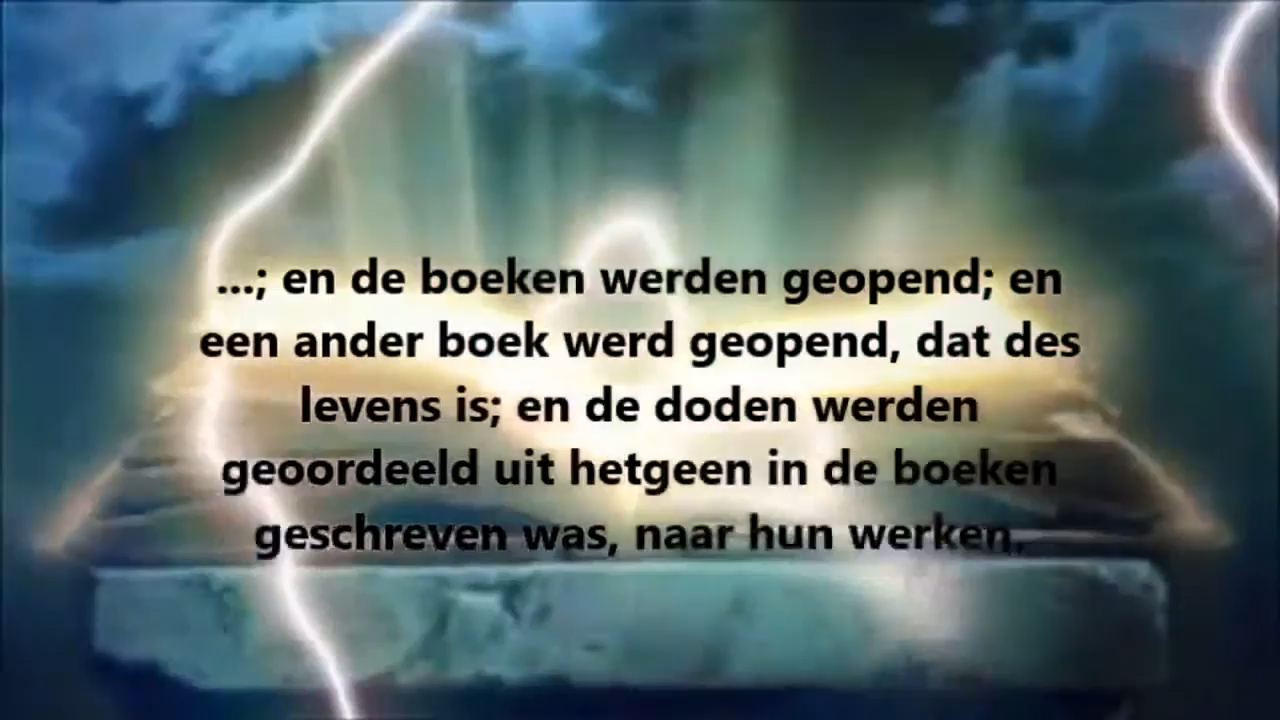 ...; en de boeken werden geopend; en
een ander boek werd geopend, dat des
levens is; en de doden werden
geoordeeld uit hetgeen in de boeken
geschreven was, naar hun werken.